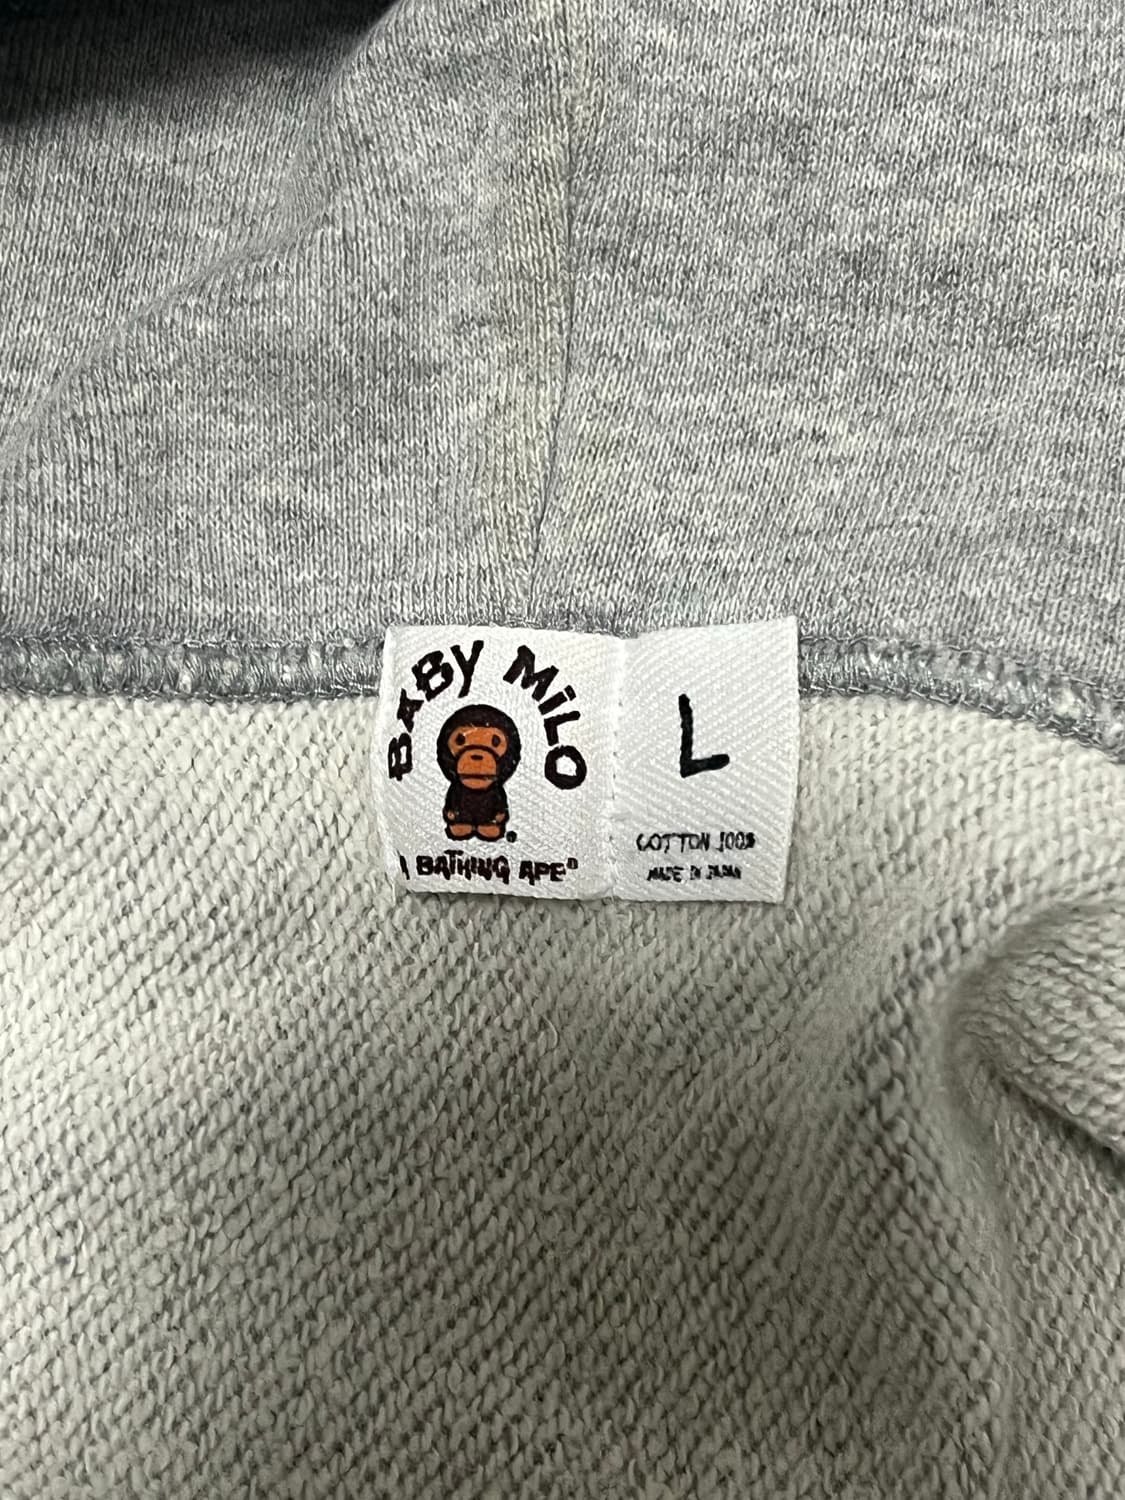 BABY MILO
®
A BATHING APE®
L
COTTON 100%
MADE IN JAPAN